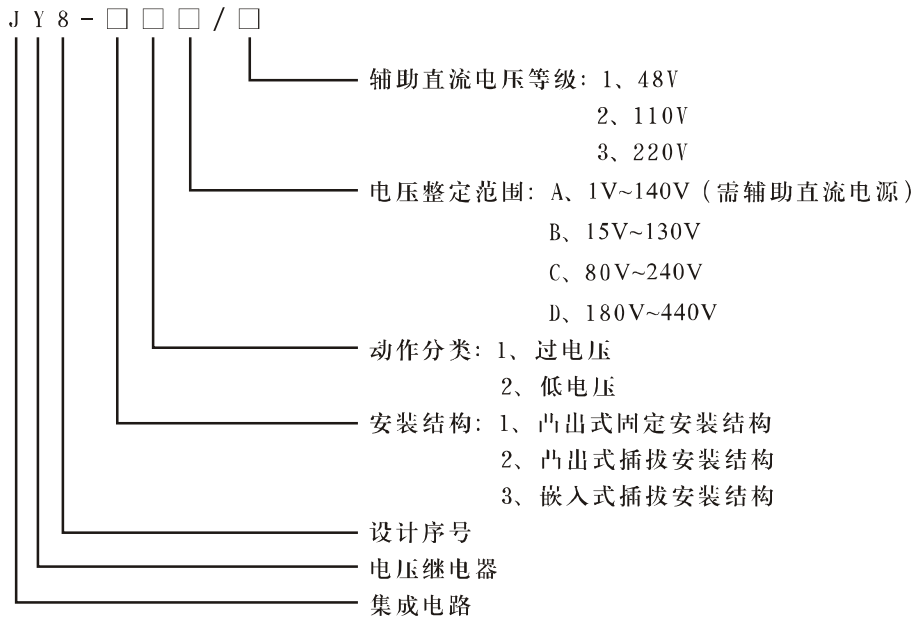 JY8-□□□/□
辅助直流电压等级: 1、48V
2、110V
3、220V
电压整定范围: A、1V~140V (需辅助直流电源)
B、15V~130V
C、80V~240V
D、180V~440V
动作分类: 1、过电压
2、低电压
安装结构: 1、凸出式固定安装结构
2、凸出式插拔安装结构
3、嵌入式插拔安装结构
设计序号
电压继电器
集成电路